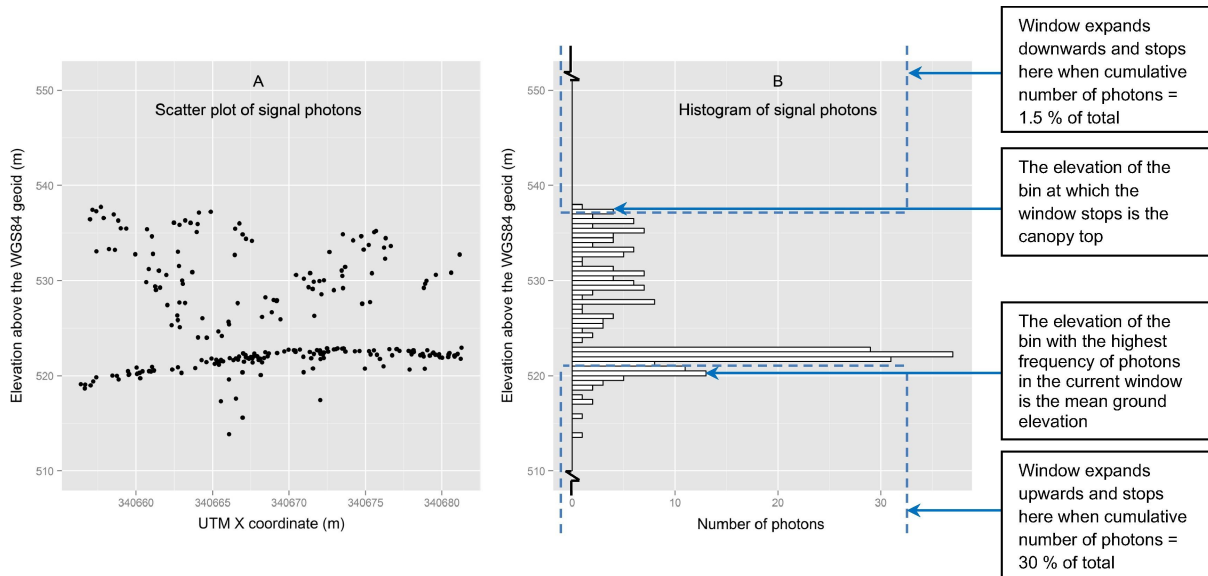 A
Scatter plot of signal photons
Elevation above the WGS84 geoid (m)
550
540
530
520
510
340660
340665
340670
340675
340680
UTM X coordinate (m)
B
Histogram of signal photons
Elevation above the WGS84 geoid (m)
550
540
530
520
510
0
10
20
30
Number of photons
Window expands
downwards and stops
here when cumulative
number of photons =
1.5 % of total
The elevation of the
bin at which the
window stops is the
canopy top
The elevation of the
bin with the highest
frequency of photons
in the current window
is the mean ground
elevation
Window expands
upwards and stops
here when cumulative
number of photons =
30 % of total